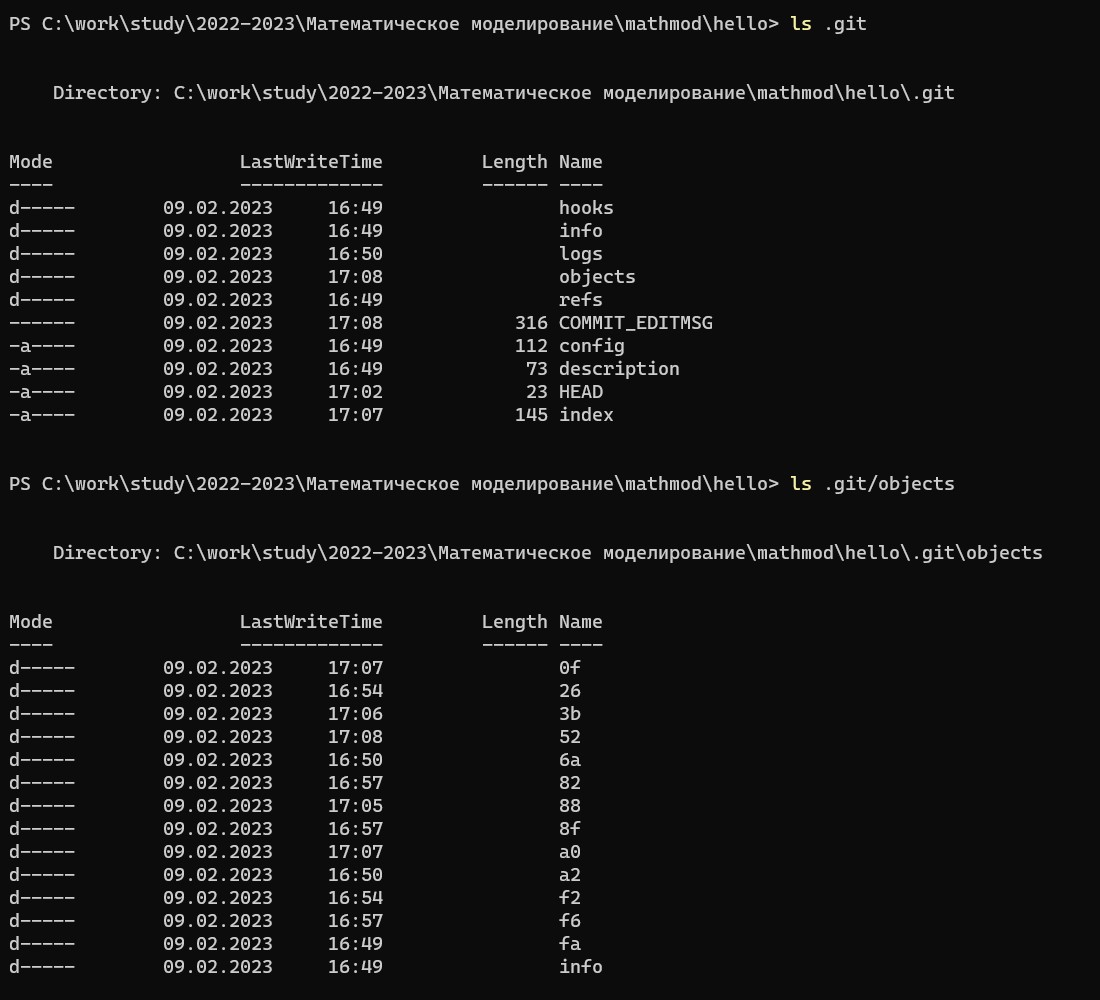 PS C:\work\study\2022-2023\Математическое моделирование\mathmod\hello> ls .git
Directory: C:\work\study\2022-2023\Математическое моделирование\mathmod\hello\.git
Mode                 LastWriteTime         Length Name
----                 -------------         ------ ----
d-----        09.02.2023     16:49                hooks
d-----        09.02.2023     16:49                info
d-----        09.02.2023     16:50                logs
d-----        09.02.2023     17:08                objects
d-----        09.02.2023     16:49                refs
------        09.02.2023     17:08            316 COMMIT_EDITMSG
-a----        09.02.2023     16:49            112 config
-a----        09.02.2023     16:49             73 description
-a----        09.02.2023     17:02             23 HEAD
-a----        09.02.2023     17:07            145 index
PS C:\work\study\2022-2023\Математическое моделирование\mathmod\hello> ls .git/objects
Directory: C:\work\study\2022-2023\Математическое моделирование\mathmod\hello\.git\objects
Mode                 LastWriteTime         Length Name
----                 -------------         ------ ----
d-----        09.02.2023     17:07                0f
d-----        09.02.2023     16:54                26
d-----        09.02.2023     17:06                3b
d-----        09.02.2023     17:08                52
d-----        09.02.2023     16:50                6a
d-----        09.02.2023     16:57                82
d-----        09.02.2023     17:05                88
d-----        09.02.2023     16:57                8f
d-----        09.02.2023     17:07                a0
d-----        09.02.2023     16:50                a2
d-----        09.02.2023     16:54                f2
d-----        09.02.2023     16:57                f6
d-----        09.02.2023     16:49                fa
d-----        09.02.2023     16:49                info